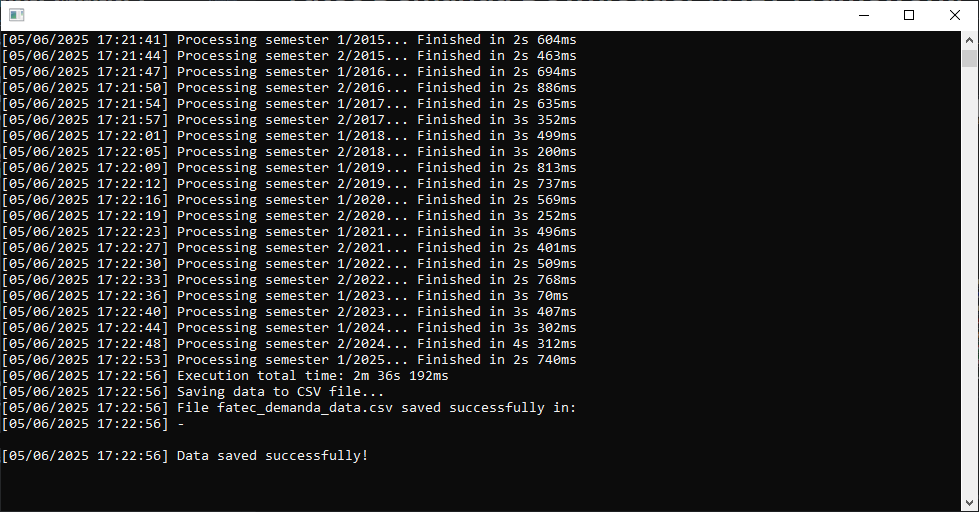 [05/06/2025 17:21:41] Processing semester 1/2015... Finished in 2s 604ms
[05/06/2025 17:21:44] Processing semester 2/2015... Finished in 2s 463ms
[05/06/2025 17:21:47] Processing semester 1/2016... Finished in 2s 694ms
[05/06/2025 17:21:50] Processing semester 2/2016... Finished in 2s 886ms
[05/06/2025 17:21:54] Processing semester 1/2017... Finished in 2s 635ms
[05/06/2025 17:21:57] Processing semester 2/2017... Finished in 3s 352ms
[05/06/2025 17:22:01] Processing semester 1/2018... Finished in 3s 499ms
[05/06/2025 17:22:05] Processing semester 2/2018... Finished in 3s 200ms
[05/06/2025 17:22:09] Processing semester 1/2019... Finished in 2s 813ms
[05/06/2025 17:22:12] Processing semester 2/2019... Finished in 2s 737ms
[05/06/2025 17:22:16] Processing semester 1/2020... Finished in 2s 569ms
[05/06/2025 17:22:19] Processing semester 2/2020... Finished in 3s 252ms
[05/06/2025 17:22:23] Processing semester 1/2021... Finished in 3s 496ms
[05/06/2025 17:22:27] Processing semester 2/2021... Finished in 2s 401ms
[05/06/2025 17:22:30] Processing semester 1/2022... Finished in 2s 509ms
[05/06/2025 17:22:33] Processing semester 2/2022... Finished in 2s 768ms
[05/06/2025 17:22:36] Processing semester 1/2023... Finished in 3s 70ms
[05/06/2025 17:22:40] Processing semester 2/2023... Finished in 3s 407ms
[05/06/2025 17:22:44] Processing semester 1/2024... Finished in 3s 302ms
[05/06/2025 17:22:48] Processing semester 2/2024... Finished in 4s 312ms
[05/06/2025 17:22:53] Processing semester 1/2025... Finished in 2s 740ms
[05/06/2025 17:22:56] Execution total time: 2m 36s 192ms
[05/06/2025 17:22:56] Saving data to CSV file...
[05/06/2025 17:22:56] File fatec_demanda_data.csv saved successfully in:
[05/06/2025 17:22:56] -
[05/06/2025 17:22:56] Data saved successfully!